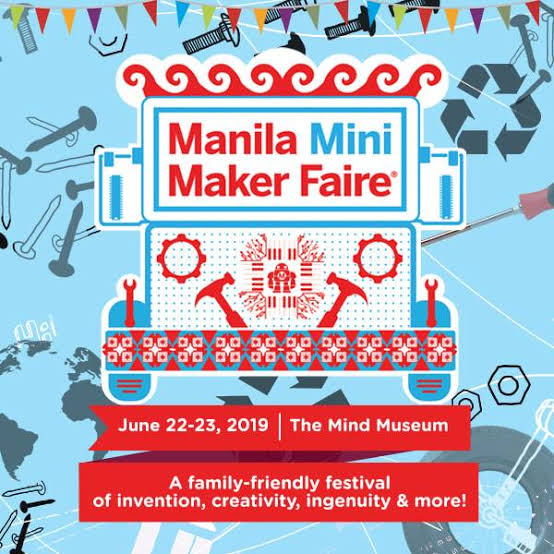 Manila Mini
Maker Faire®
June 22-23, 2019 | The Mind Museum
A family-friendly festival
of invention, creativity, ingenuity & more!